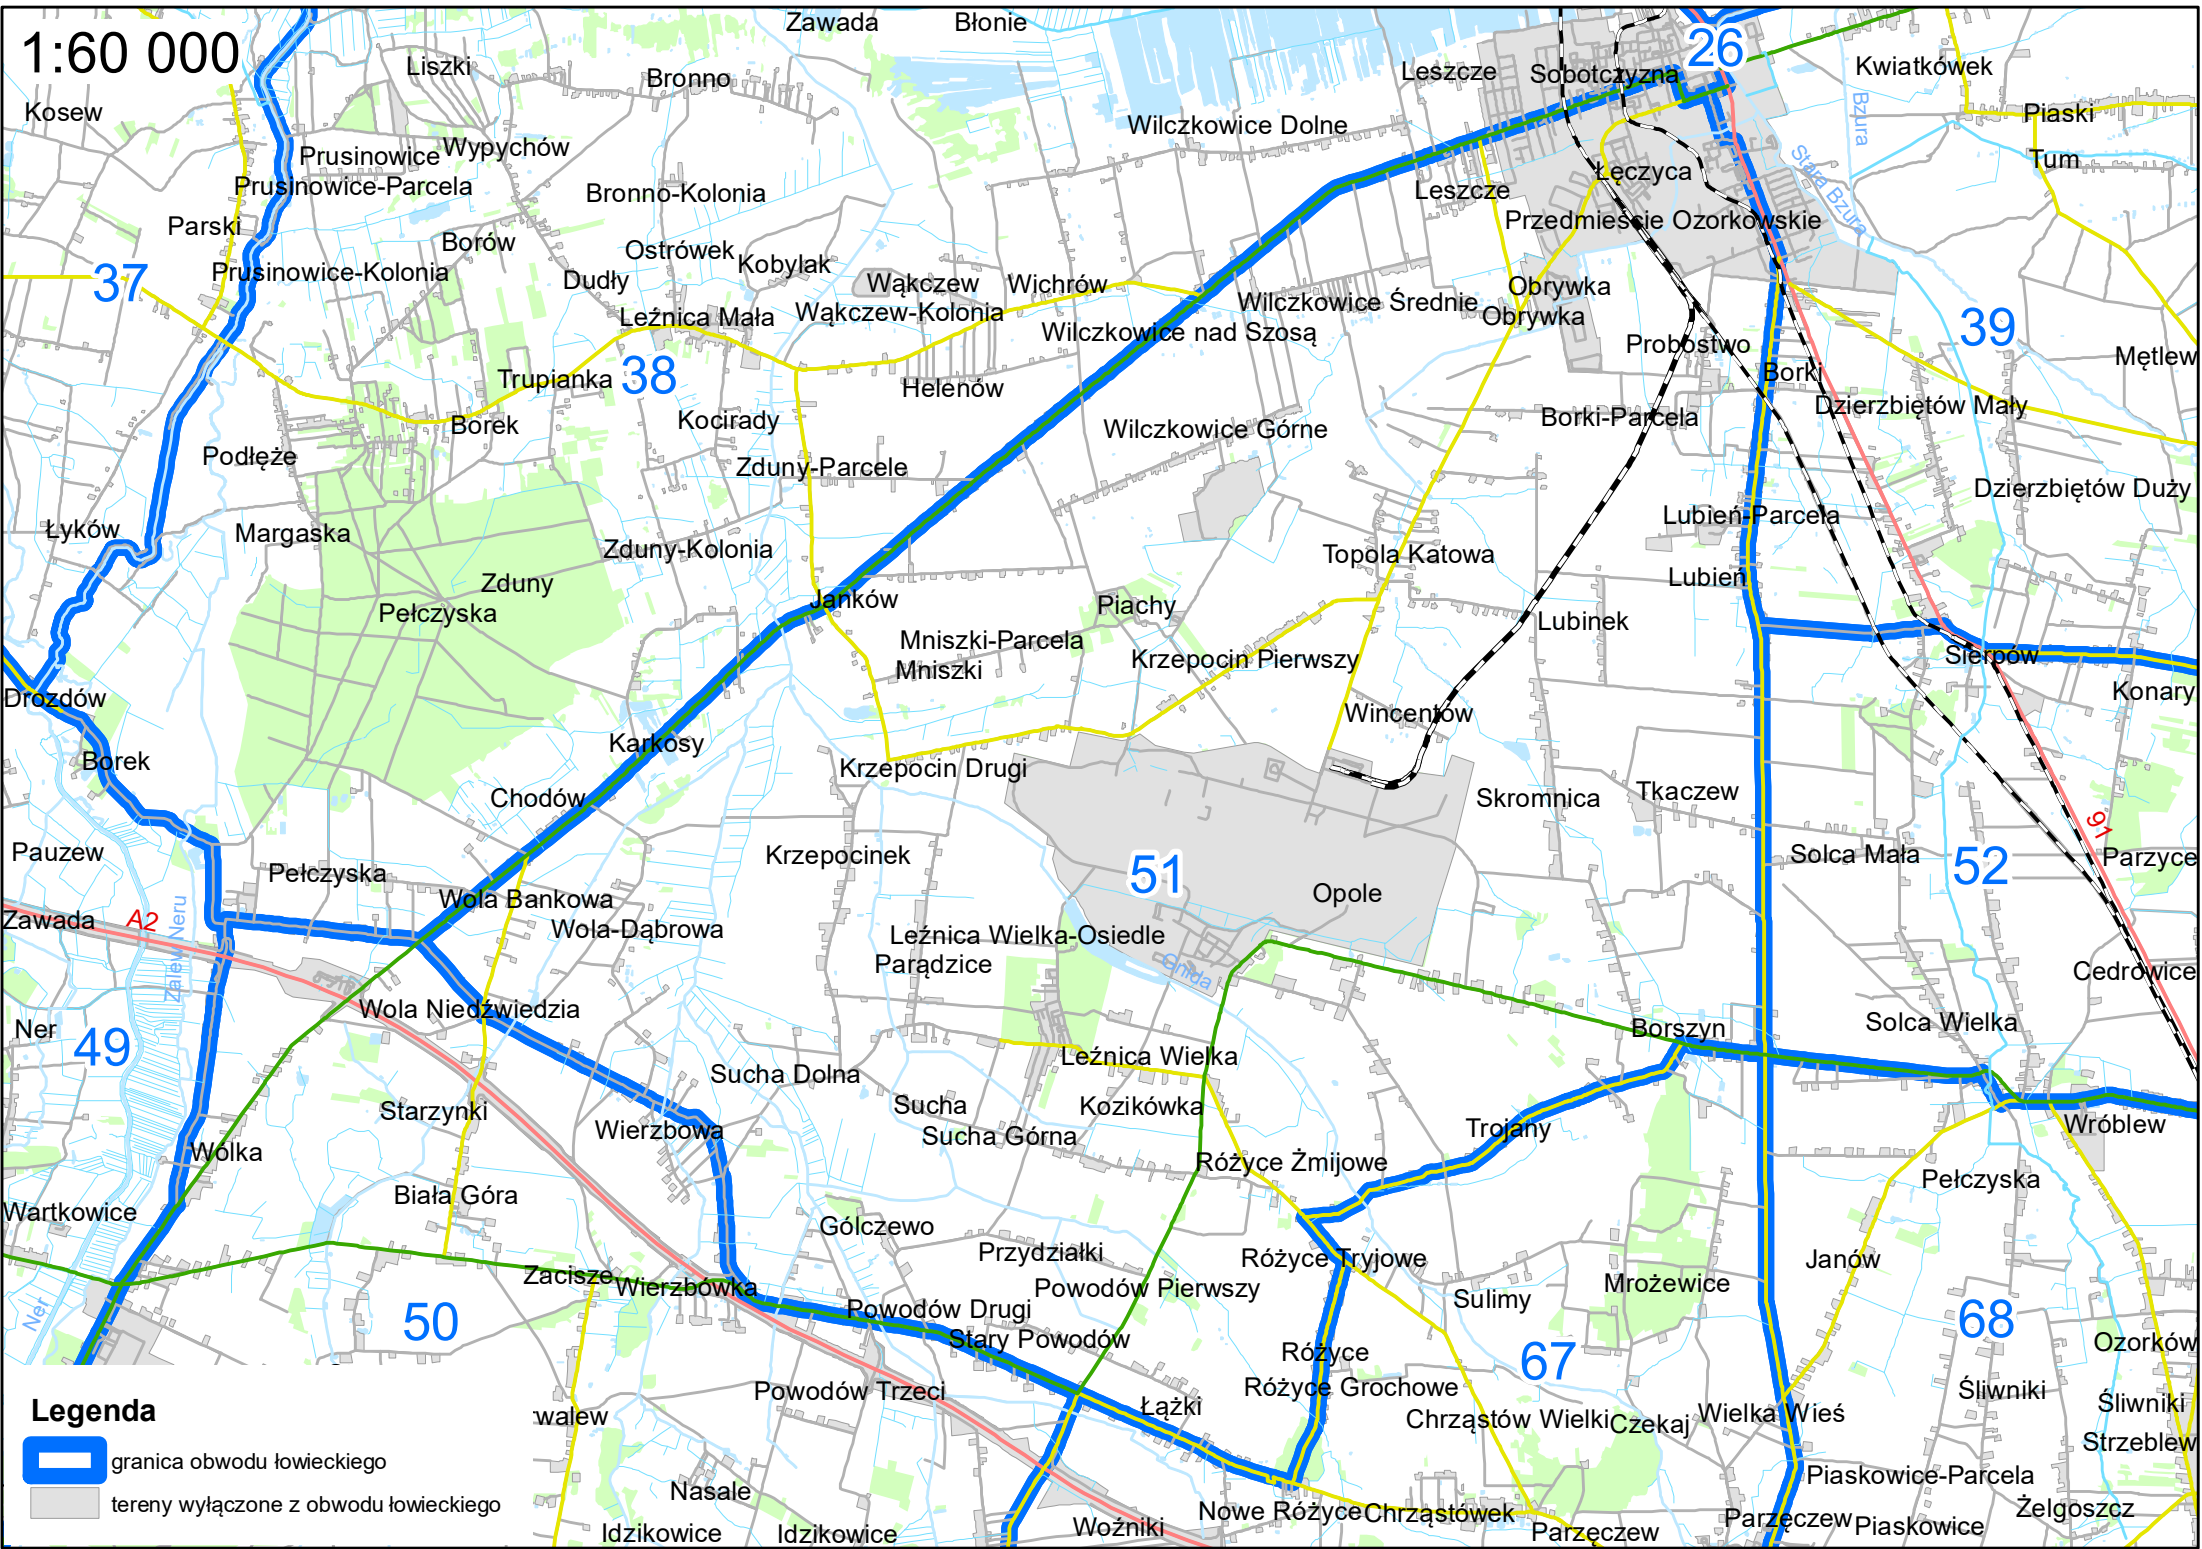 1:60 000
Zawada
Błonie
26
Liszki
Bronno
Leszcze
Sobotczyzna
Kwiatkówek
Kosew
Piaski
Bzura
Wilczkowice Dolne
Prusinowice
Wypychów
Tum
Stara Bzura
Łęczyca
Prusinowice-Parcela
Bronno-Kolonia
Leszcze
Parski
Przedmieście Ozorkowskie
Borów
Ostrówek
Kobylak
37
Prusinowice-Kolonia
Dudły
Wąkczew
Wichrów
Obrywka
Leźnica Mała
Wąkczew-Kolonia
Wilczkowice Średnie
Obrywka
39
Wilczkowice nad Szosą
Probostwo
Mętlew
Trupianka
38
Helenów
Borki
Dzierzbiętów Mały
Borek
Kocirady
Wilczkowice Górne
Borki-Parcela
Podłęże
Zduny-Parcele
Dzierzbiętów Duży
Łyków
Margaska
Lubień-Parcela
Zduny-Kolonia
Topola Katowa
Zduny
Lubień
Pełczyska
Janków
Piachy
Lubinek
Mniszki-Parcela
Mniszki
Krzepocin Pierwszy
Sierpów
Drozdów
Konary
Wincentów
Karkosy
Borek
Krzepocin Drugi
Chodów
Skromnica
Tkaczew
91
Pauzew
Krzepocinek
Solca Mała
52
Parzyce
Pełczyska
51
Opole
Wola Bankowa
Zawada
A2
Zalew Neru
Wola-Dąbrowa
Leźnica Wielka-Osiedle
Parądzice
Gnida
Cedrowice
Wola Niedźwiedzia
Ner
49
Borszyn
Solca Wielka
Leźnica Wielka
Sucha Dolna
Starzynki
Sucha
Kozikówka
Wierzbowa
Sucha Górna
Trojany
Wróblew
Wólka
Różyce Żmijowe
Pełczyska
Biała Góra
Wartkowice
Gólczewo
Przydziałki
Różyce Tryjowe
Janów
Zacisze
Wierzbówka
Powodów Pierwszy
Mrożewice
Ner
50
Powodów Drugi
Sulimy
68
Stary Powodów
Ozorków
Różyce
67
Powodów Trzeci
Różyce Grochowe
Śliwniki
Legenda
walew
Łążki
Chrząstów Wielki
Czekaj
Wielka Wieś
Śliwniki
Strzeblew
granica obwodu łowieckiego
Piaskowice-Parcela
Nasale
tereny wyłączone z obwodu łowieckiego
Nowe Różyce
Chrząstówek
Żelgoszcz
Idzikowice
Idzikowice
Woźniki
Parzęczew
Parzęczew
Piaskowice